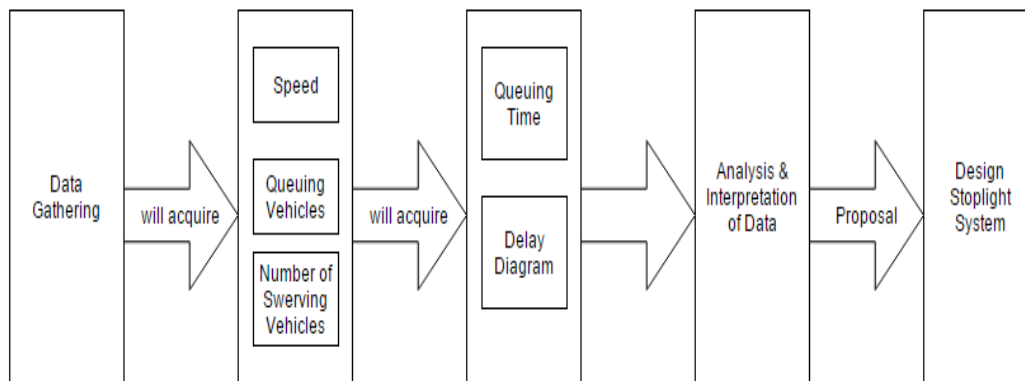 Data
Gathering
will acquire
Speed
Queuing
Vehicles
Number of
Swerving
Vehicles
will acquire
Queuing
Time
Delay
Diagram
Analysis &
Interpretation
of Data
Proposal
Design
Stoplight
System